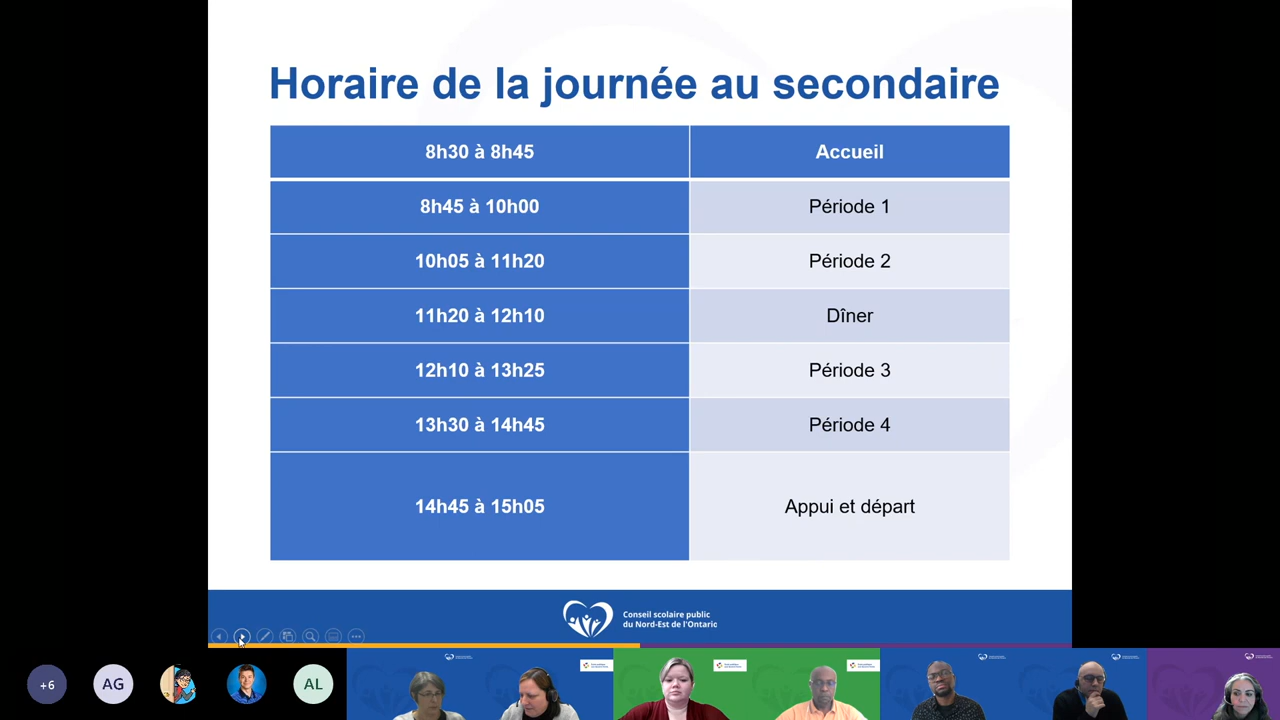 Horaire de la journée au secondaire
8h30 à 8h45 Accueil
8h45 à 10h00 Période 1
10h05 à 11h20 Période 2
11h20 à 12h10 Dîner
12h10 à 13h25 Période 3
13h30 à 14h45 Période 4
14h45 à 15h05 Appui et départ
Conseil scolaire public
du Nord-Est de l'Ontario
+6 AG AL